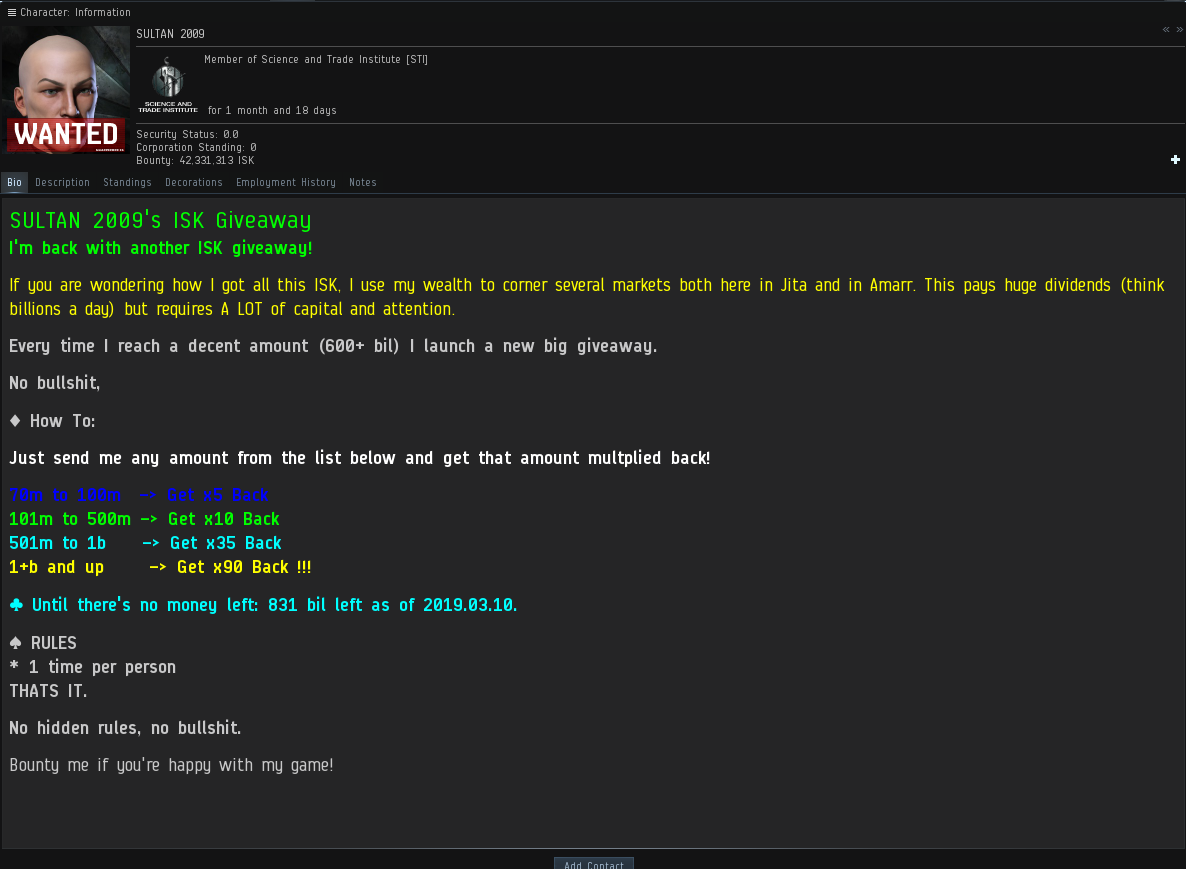 Character: Information
SULTAN 2009
« »
Member of Science and Trade Institute [STI]
SCIENCE AND
TRADE INSTITUTE
for 1 month and 18 days
WANTED
Security Status: 0.0
Corporation Standing: 0
Bounty: 42,331,313 ISK
Bio Description Standings Decorations Employment History Notes
SULTAN 2009's ISK Giveaway
I'm back with another ISK giveaway!
If you are wondering how I got all this ISK, I use my wealth to corner several markets both here in Jita and in Amarr. This pays huge dividends (think
billions a day) but requires A LOT of capital and attention.
Every time I reach a decent amount (600+ bil) I launch a new big giveaway.
No bullshit,
♦ How To:
Just send me any amount from the list below and get that amount multplied back!
70m to 100m -> Get x5 Back
101m to 500m -> Get x10 Back
501m to 1b -> Get x35 Back
1+b and up -> Get x90 Back !!!
♣ Until there's no money left: 831 bil left as of 2019.03.10.
♠ RULES
* 1 time per person
THATS IT.
No hidden rules, no bullshit.
Bounty me if you're happy with my game!
Add Contact